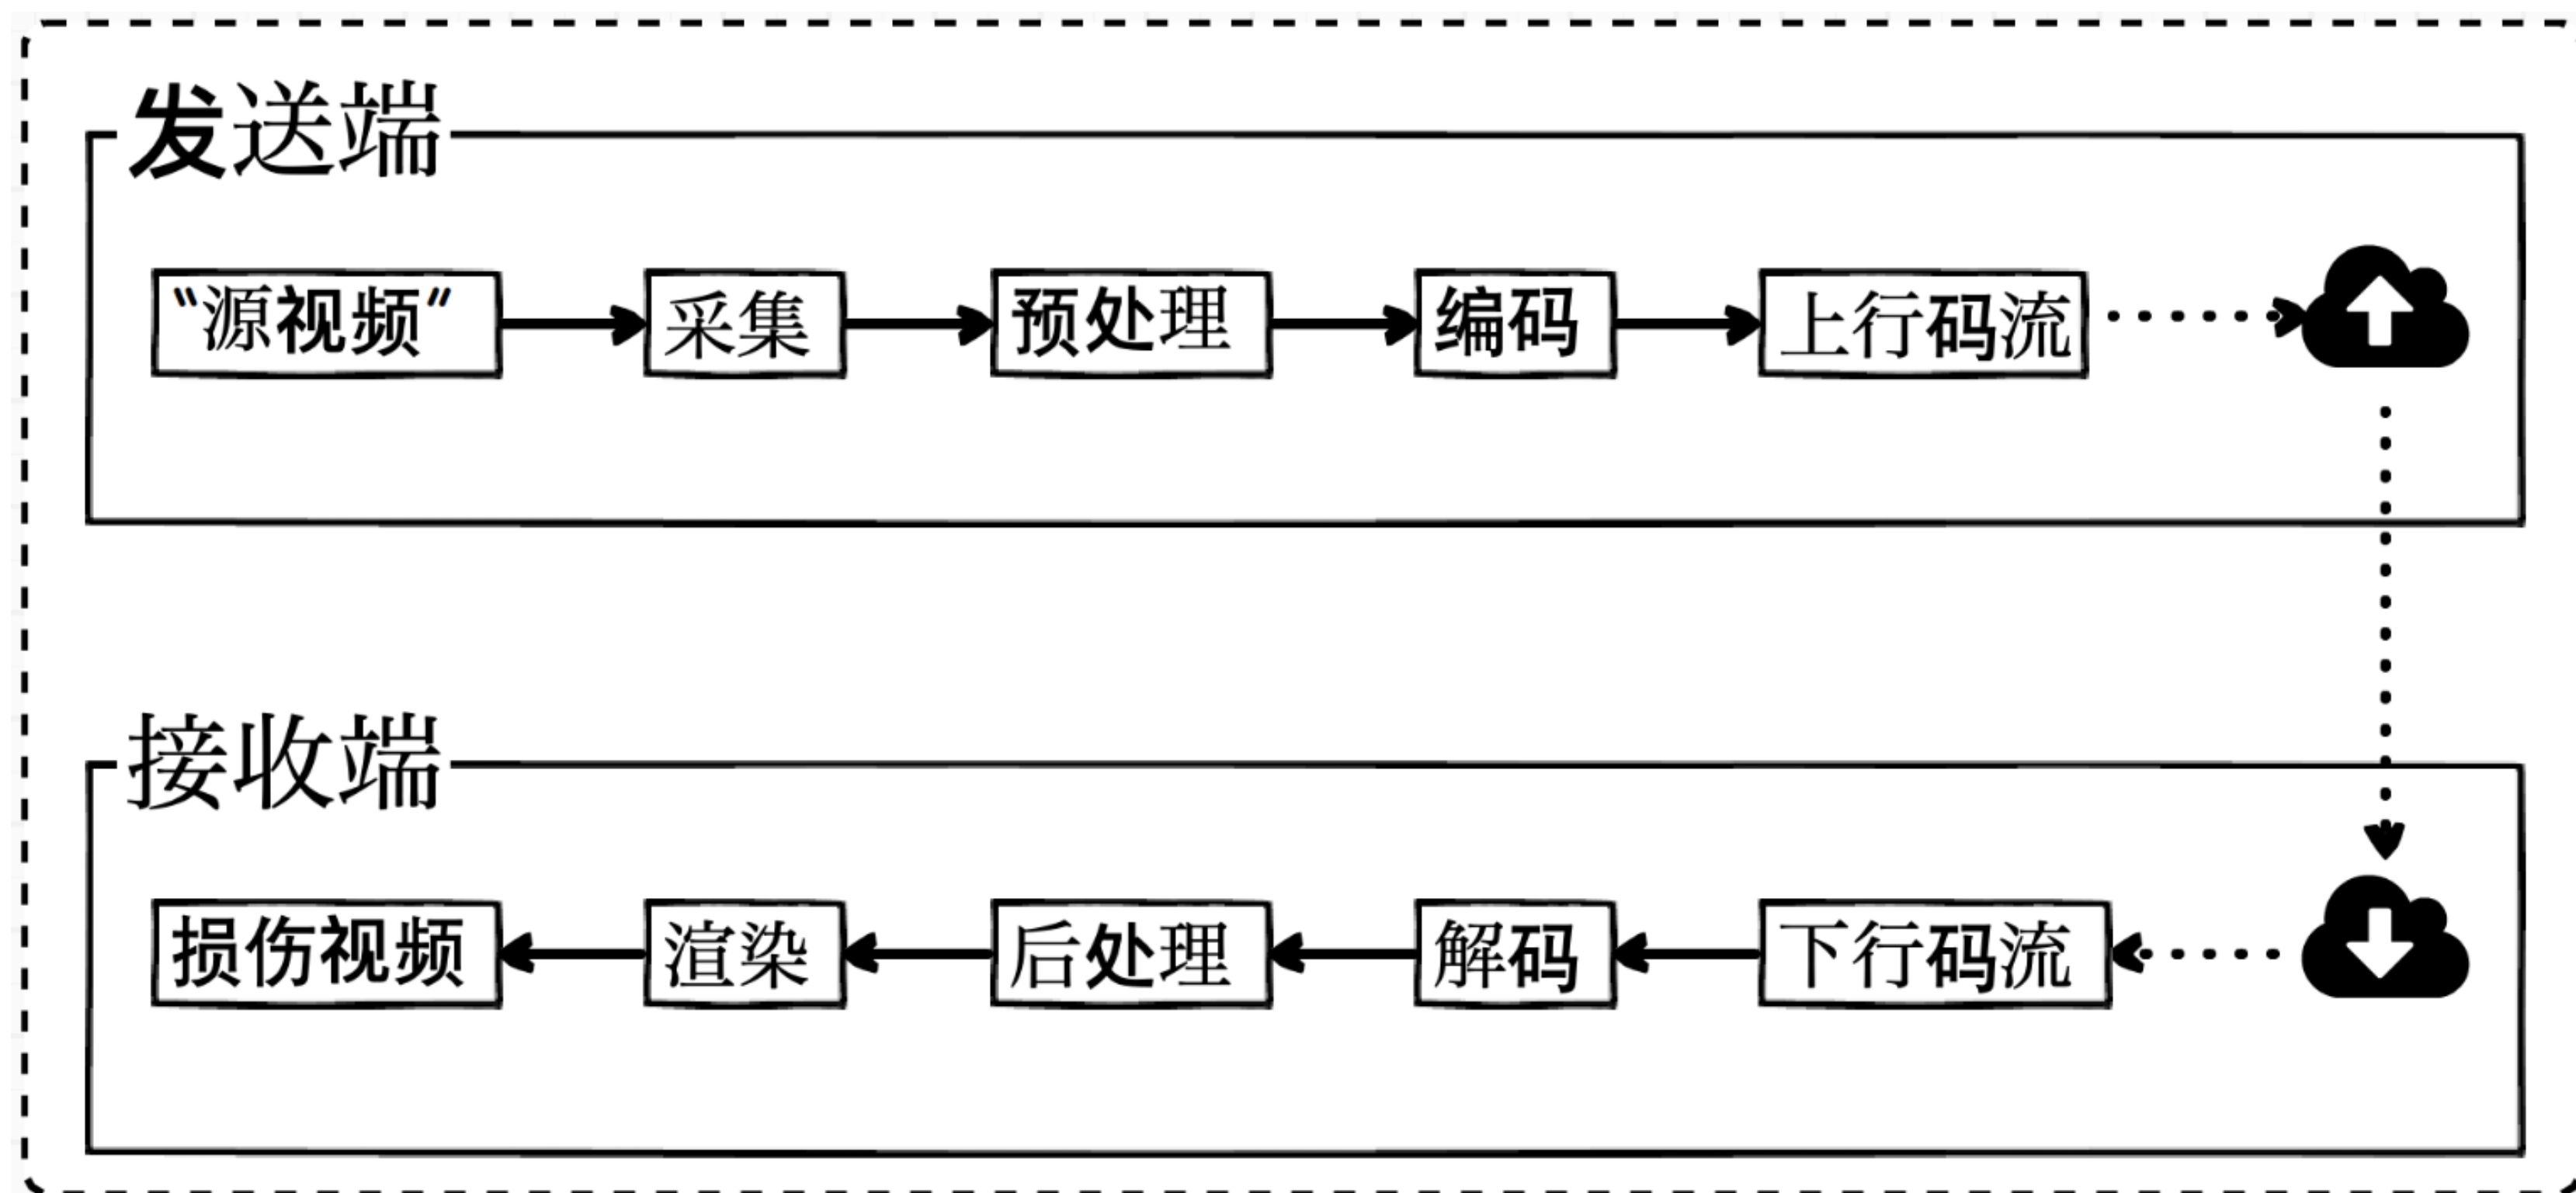 发送端
“源视频” 采集 预处理 编码 上行码流
接收端
损伤视频 渲染 后处理 解码 下行码流